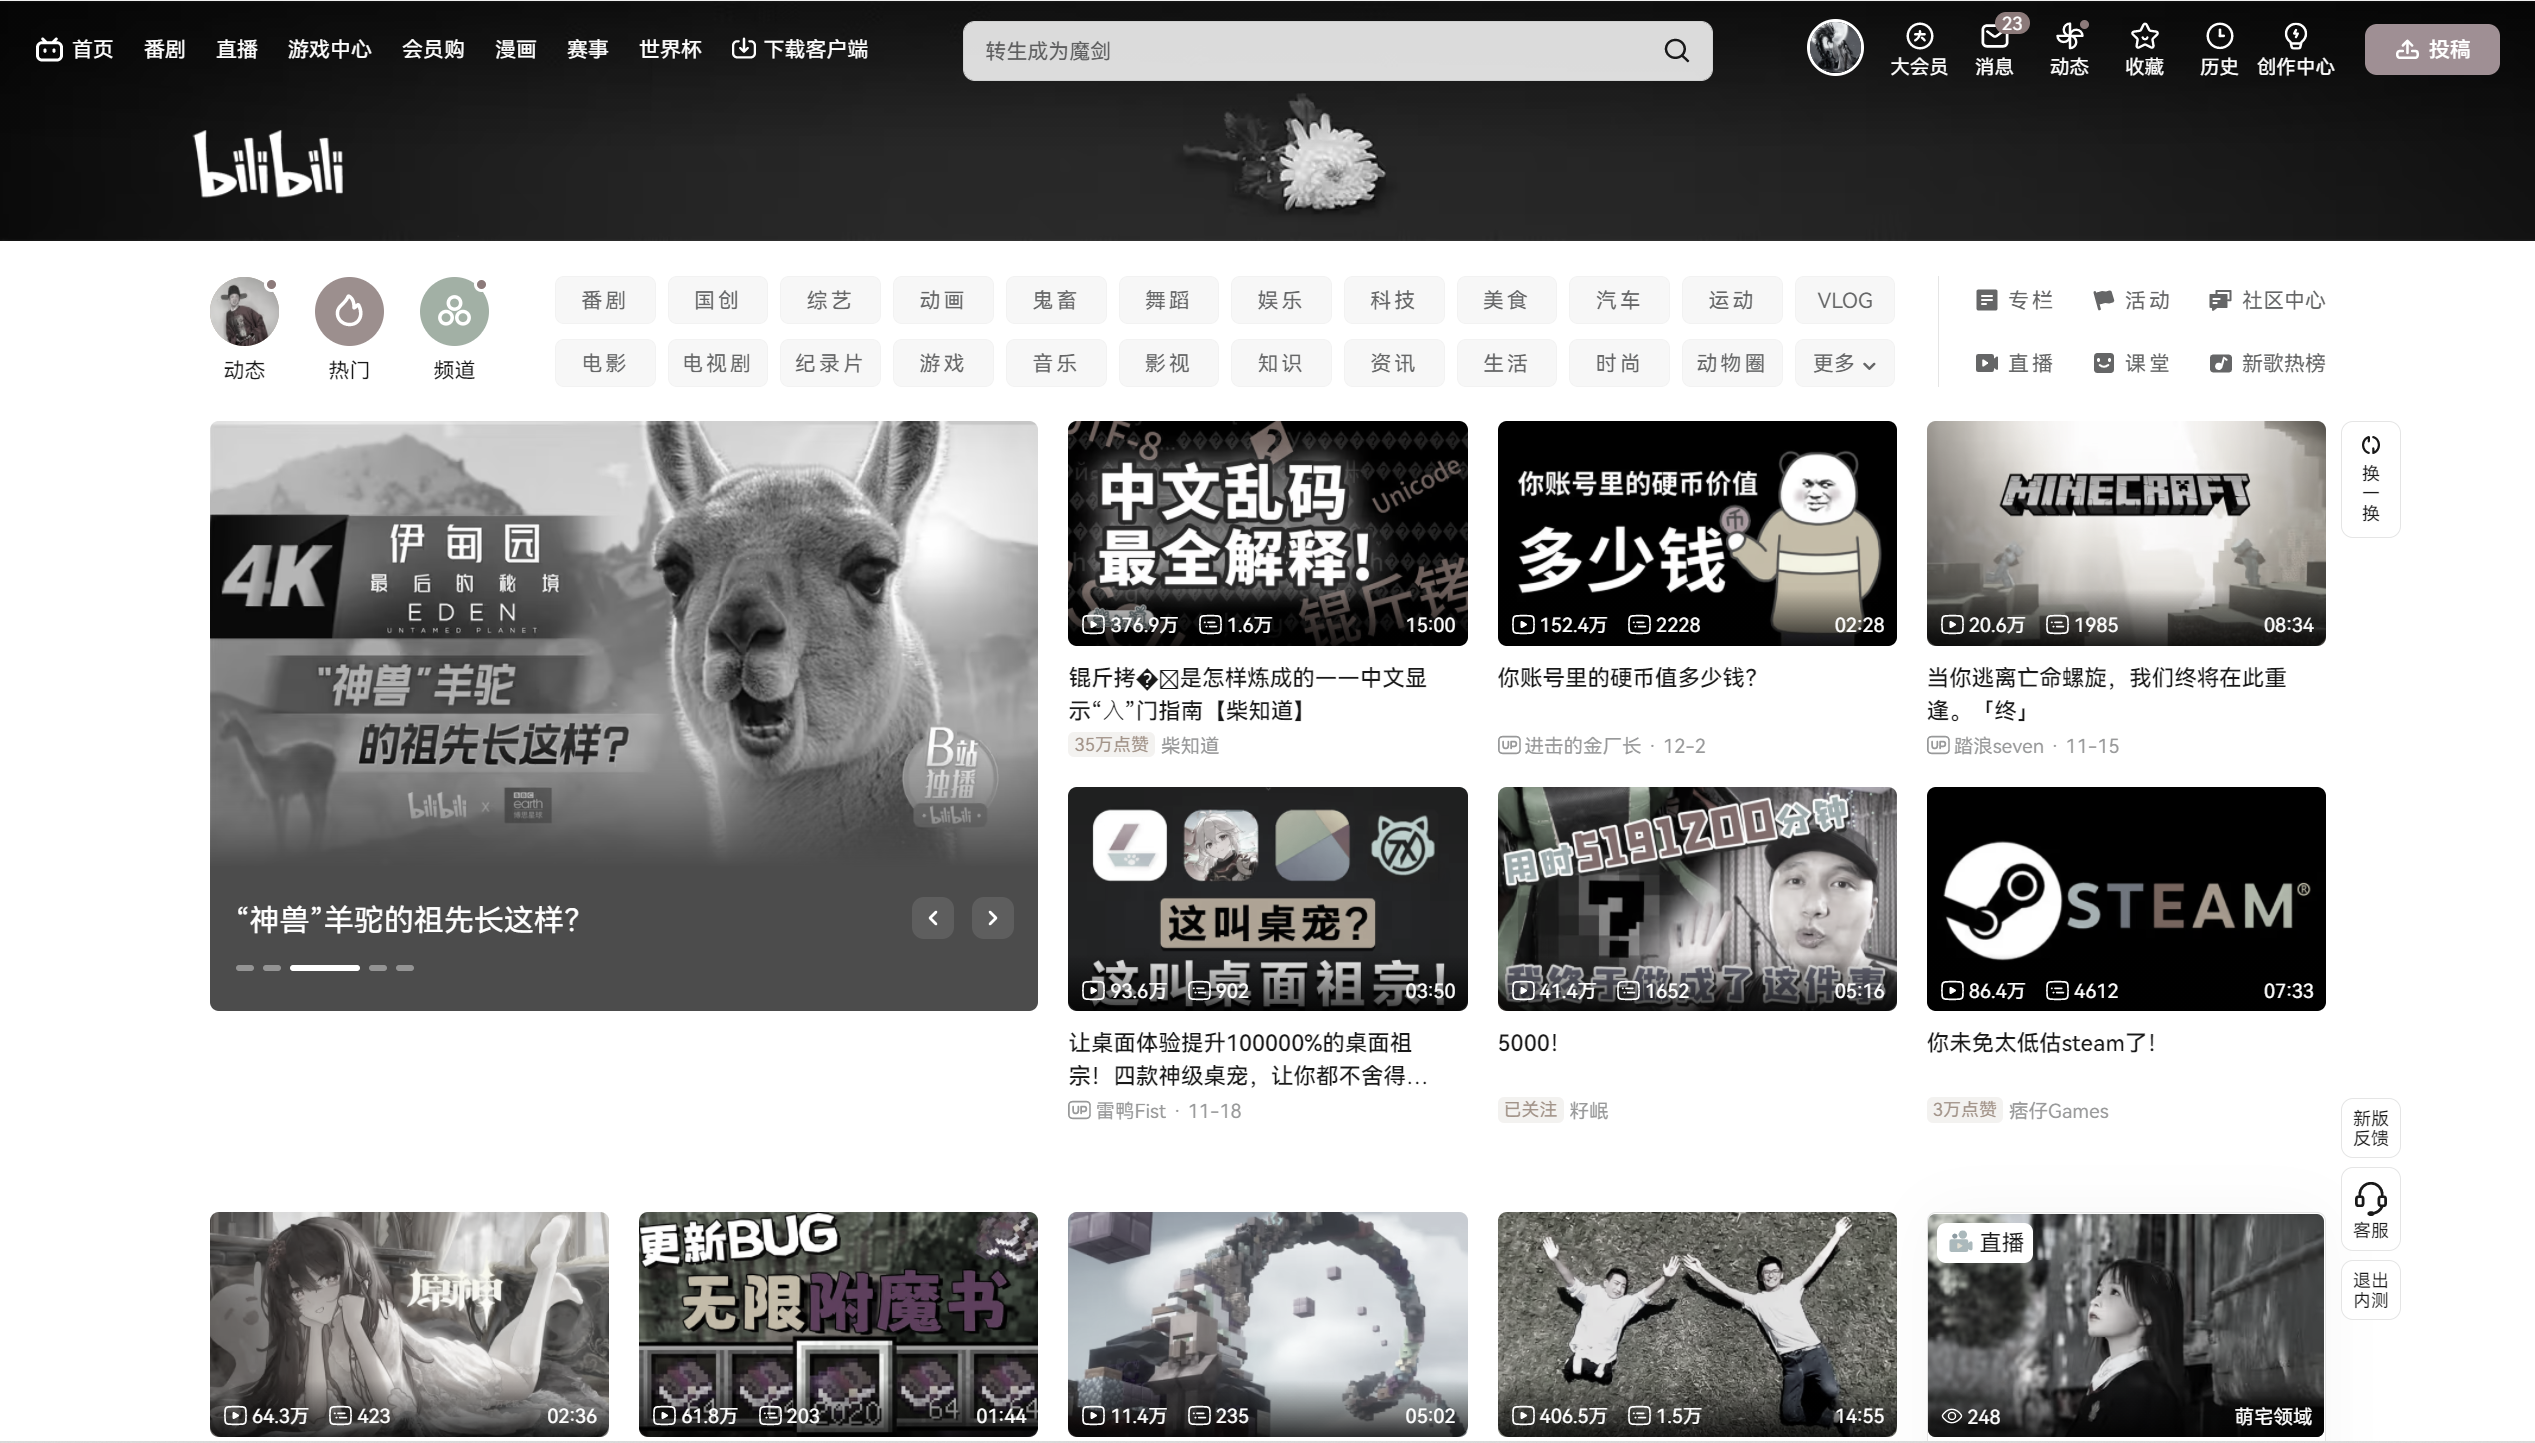 首页 番剧 直播 游戏中心 会员购 漫画 赛事 世界杯 下载客户端
转生成为魔剑
大会员 消息 23 动态 收藏 历史 创作中心 投稿
bilibili
动态 热门 频道
番剧 国创 综艺 动画 鬼畜 舞蹈 娱乐 科技 美食 汽车 运动 VLOG
电影 电视剧 纪录片 游戏 音乐 影视 知识 资讯 生活 时尚 动物圈 更多
专栏 活动 社区中心
直播 课堂 新歌热榜
4K
伊甸园
最后的秘境
EDEN
UNTAMED PLANET
“神兽”羊驼
的祖先长这样？
bilibili x BBC earth
B站
独播
·bilibili·
“神兽”羊驼的祖先长这样？
UTF-8
Unicode
中文乱码
最全解释！
锟斤拷
376.9万 1.6万 15:00
锟斤拷�是怎样炼成的——中文显
示“入”门指南【柴知道】
35万点赞 柴知道
你账号里的硬币价值
多少钱
币
152.4万 2228 02:28
你账号里的硬币值多少钱？
UP 进击的金厂长 · 12-2
MINECRAFT
20.6万 1985 08:34
当你逃离亡命螺旋，我们终将在此重
逢。「终」
UP 踏浪seven · 11-15
换
一
换
这叫桌宠？
这叫桌面祖宗！
93.6万 902 03:50
让桌面体验提升100000%的桌面祖
宗！四款神级桌宠，让你都不舍得…
UP 雷鸭Fist · 11-18
用时5191200分钟
?
我终于做成了这件事
41.4万 1652 05:16
5000！
已关注 籽岷
STEAM®
86.4万 4612 07:33
你未免太低估steam了！
3万点赞 痞仔Games
新版
反馈
客服
退出
内测
原神
64.3万 423 02:36
更新BUG
无限附魔书
64
2020
64
64
61.8万 203 01:44
11.4万 235 05:02
406.5万 1.5万 14:55
直播
248 萌宅领域